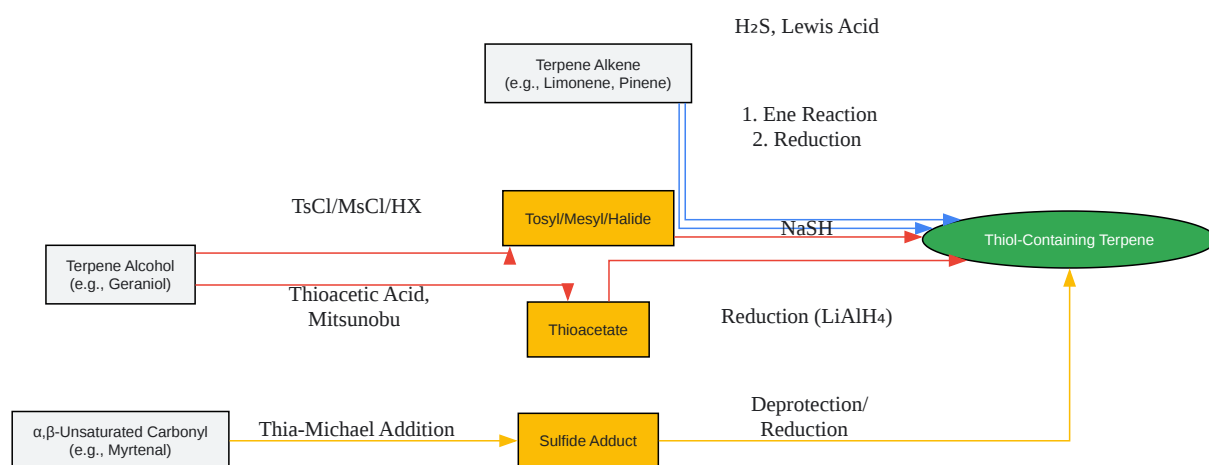 H₂S, Lewis Acid
Terpene Alkene
(e.g., Limonene, Pinene)
1. Ene Reaction
2. Reduction
TsCl/MsCl/HX
Tosyl/Mesyl/Halide
NaSH
Thiol-Containing Terpene
Terpene Alcohol
(e.g., Geraniol)
Thioacetic Acid,
Mitsunobu
Thioacetate
Reduction (LiAlH₄)
α,β-Unsaturated Carbonyl
(e.g., Myrtenal)
Thia-Michael Addition
Sulfide Adduct
Deprotection/
Reduction